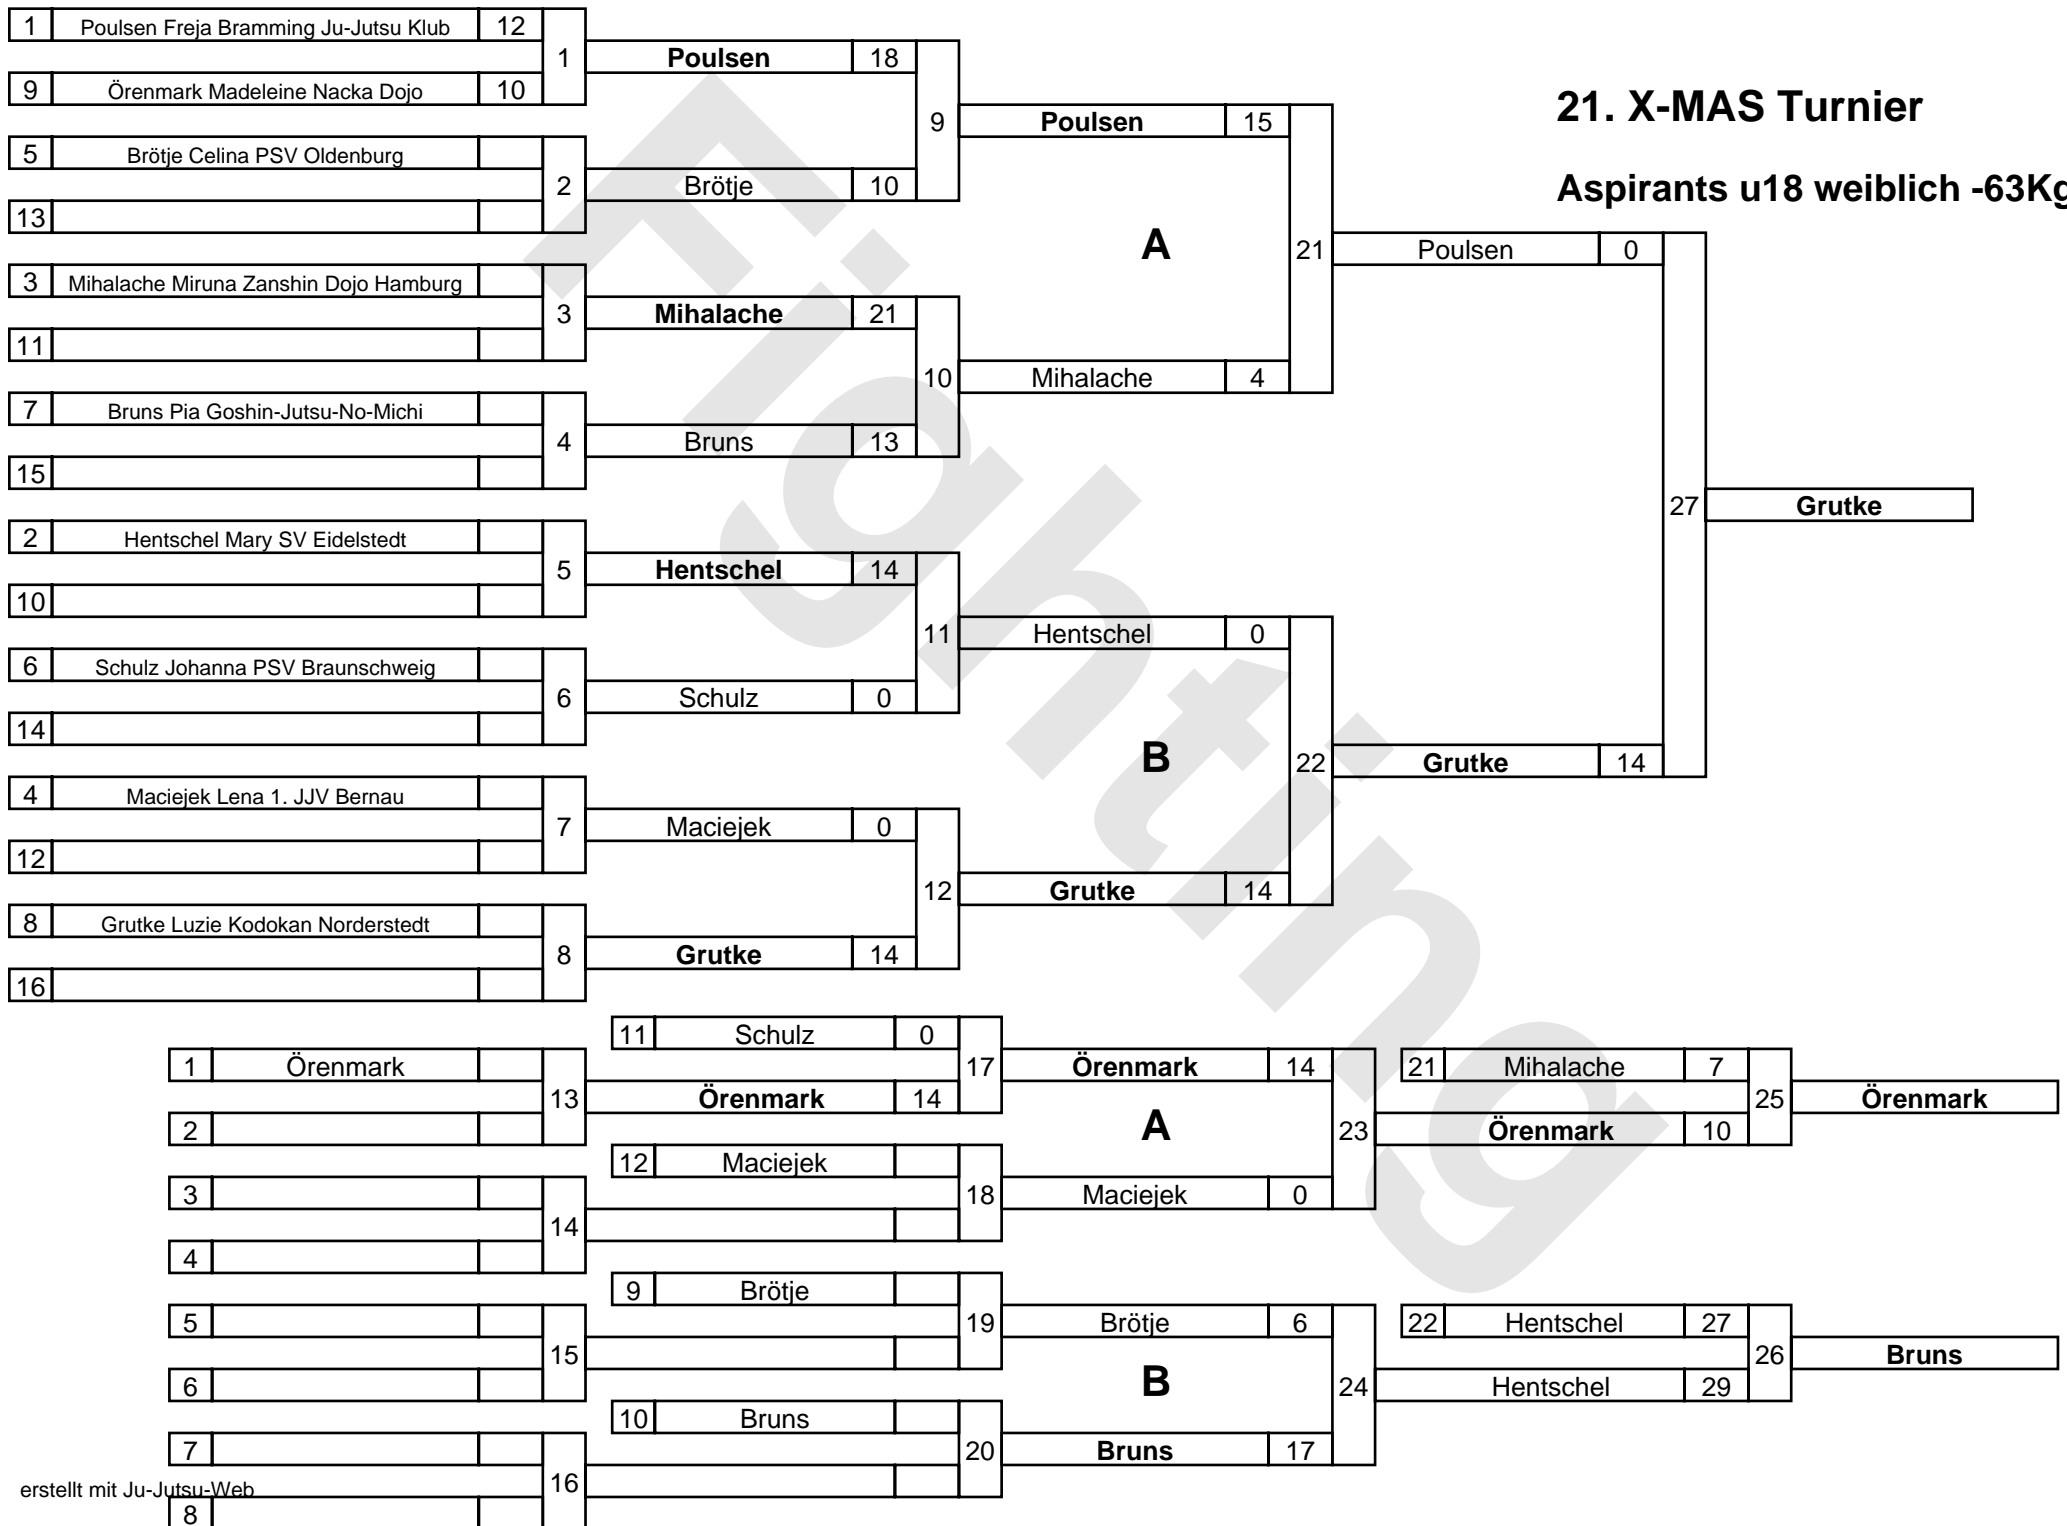 21. X-MAS Turnier
Aspirants u18 weiblich -63Kg
1 Poulsen Freja Bramming Ju-Jutsu Klub 12
1
Poulsen 18
9 Örenmark Madeleine Nacka Dojo 10
9
Poulsen 15
5 Brötje Celina PSV Oldenburg
2
Brötje 10
13
A
21
Poulsen 0
3 Mihalache Miruna Zanshin Dojo Hamburg
3
Mihalache 21
11
10
Mihalache 4
7 Bruns Pia Goshin-Jutsu-No-Michi
4
Bruns 13
15
27
Grutke
2 Hentschel Mary SV Eidelstedt
5
Hentschel 14
10
11
Hentschel 0
6 Schulz Johanna PSV Braunschweig
6
Schulz 0
14
B
22
Grutke 14
4 Maciejek Lena 1. JJV Bernau
7
Maciejek 0
12
12
Grutke 14
8 Grutke Luzie Kodokan Norderstedt
8
Grutke 14
16
11 Schulz 0
1 Örenmark
17
Örenmark 14
21 Mihalache 7
13
Örenmark 14
25
Örenmark
2
A
23
Örenmark 10
12 Maciejek
3
18
Maciejek 0
14
4
9 Brötje
5
19
Brötje 6
22 Hentschel 27
15
26
Bruns
6
B
24
Hentschel 29
10 Bruns
7
20
Bruns 17
16
erstellt mit Ju-Jutsu-Web
8
Fighting